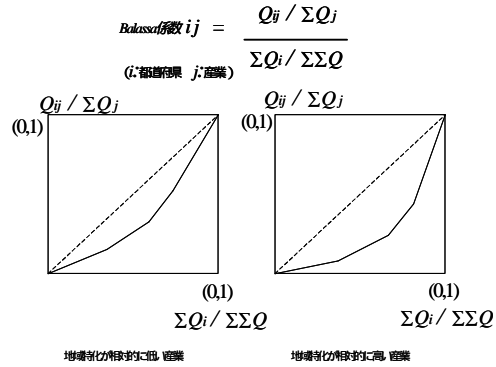 Balassa係数 ij = Qij / ΣQj
ΣQi / ΣΣQ
(i:都道府県 j:産業)
Qij / ΣQj
Qij / ΣQj
(0,1)
(0,1)
(0,1)
(0,1)
ΣQi / ΣΣQ
ΣQi / ΣΣQ
地域特化が相対的に低い産業
地域特化が相対的に高い産業